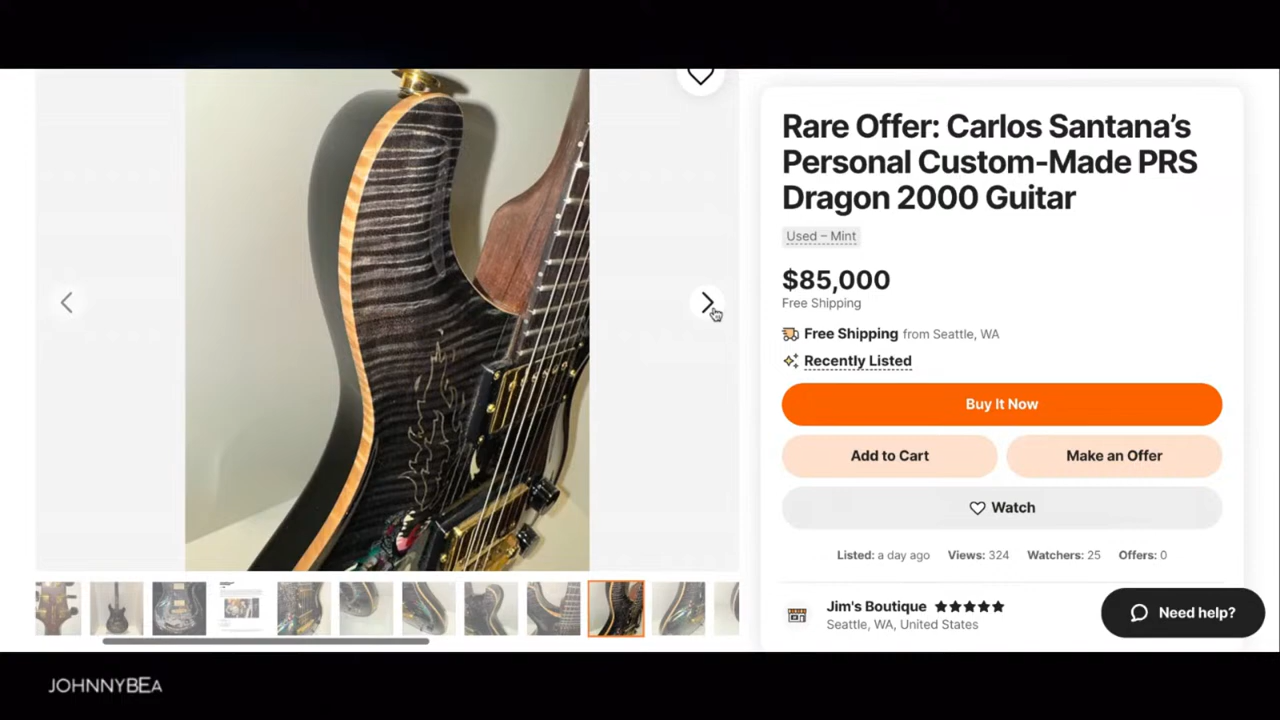 Rare Offer: Carlos Santana’s
Personal Custom-Made PRS
Dragon 2000 Guitar
Used – Mint
$85,000
Free Shipping
Free Shipping from Seattle, WA
Recently Listed
Buy It Now
Add to Cart
Make an Offer
Watch
Listed: a day ago Views: 324 Watchers: 25 Offers: 0
Jim's Boutique
Seattle, WA, United States
Need help?
JOHNNYBEA